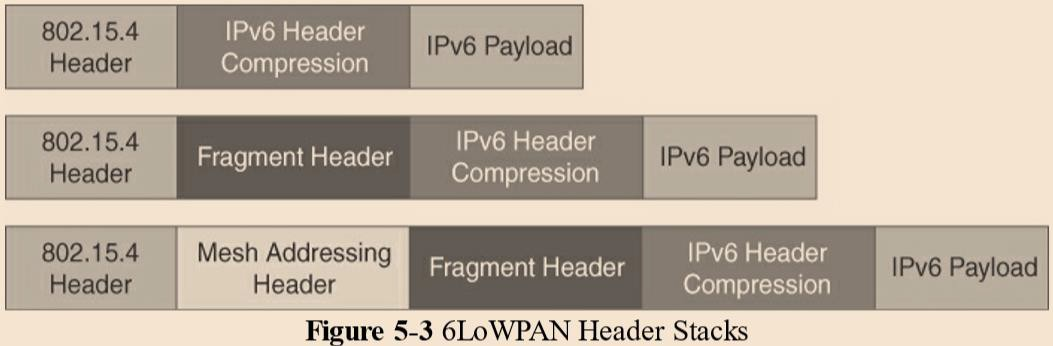 802.15.4
Header
IPv6 Header
Compression
IPv6 Payload
802.15.4
Header
Fragment Header
IPv6 Header
Compression
IPv6 Payload
802.15.4
Header
Mesh Addressing
Header
Fragment Header
IPv6 Header
Compression
IPv6 Payload
Figure 5-3 6LoWPAN Header Stacks